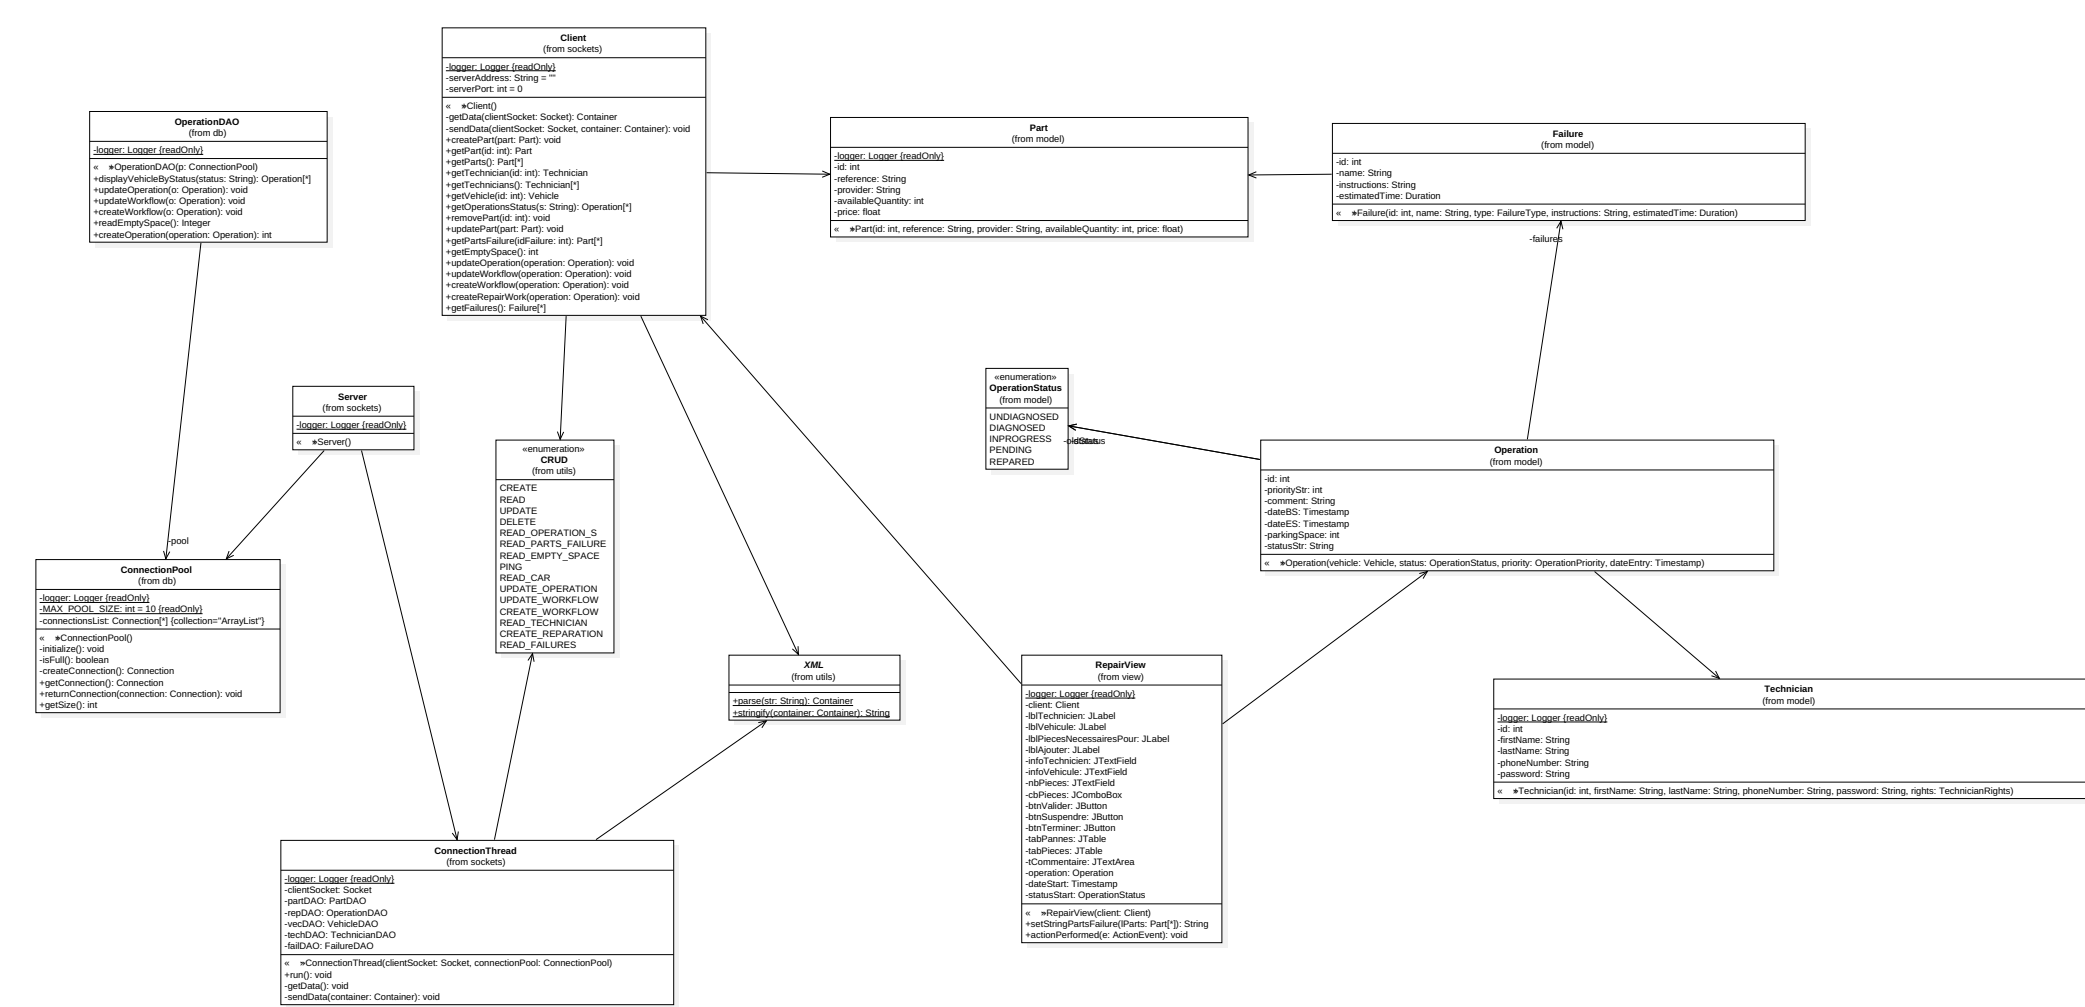 Client
(from sockets)
-logger: Logger {readOnly}
-serverAddress: String = ""
-serverPort: int = 0
« »Client()
-getData(clientSocket: Socket): Container
-sendData(clientSocket: Socket, container: Container): void
+createPart(part: Part): void
+getPart(id: int): Part
+getParts(): Part[*]
+getTechnician(id: int): Technician
+getTechnicians(): Technician[*]
+getVehicle(id: int): Vehicle
+getOperationsStatus(s: String): Operation[*]
+removePart(id: int): void
+updatePart(part: Part): void
+getPartsFailure(idFailure: int): Part[*]
+getEmptySpace(): int
+updateOperation(operation: Operation): void
+updateWorkflow(operation: Operation): void
+createWorkflow(operation: Operation): void
+createRepairWork(operation: Operation): void
+getFailures(): Failure[*]
OperationDAO
(from db)
-logger: Logger {readOnly}
« »OperationDAO(p: ConnectionPool)
+displayVehicleByStatus(status: String): Operation[*]
+updateOperation(o: Operation): void
+updateWorkflow(o: Operation): void
+createWorkflow(o: Operation): void
+readEmptySpace(): Integer
+createOperation(operation: Operation): int
Part
(from model)
-logger: Logger {readOnly}
-id: int
-reference: String
-provider: String
-availableQuantity: int
-price: float
« »Part(id: int, reference: String, provider: String, availableQuantity: int, price: float)
Failure
(from model)
-id: int
-name: String
-instructions: String
-estimatedTime: Duration
« »Failure(id: int, name: String, type: FailureType, instructions: String, estimatedTime: Duration)
-failures
Server
(from sockets)
-logger: Logger {readOnly}
« »Server()
«enumeration»
OperationStatus
(from model)
UNDIAGNOSED
DIAGNOSED
INPROGRESS
PENDING
REPARED
«enumeration»
CRUD
(from utils)
CREATE
READ
UPDATE
DELETE
READ_OPERATION_S
READ_PARTS_FAILURE
READ_EMPTY_SPACE
PING
READ_CAR
UPDATE_OPERATION
UPDATE_WORKFLOW
CREATE_WORKFLOW
READ_TECHNICIAN
CREATE_REPARATION
READ_FAILURES
Operation
(from model)
-id: int
-priorityStr: int
-comment: String
-dateBS: Timestamp
-dateES: Timestamp
-parkingSpace: int
-statusStr: String
« »Operation(vehicle: Vehicle, status: OperationStatus, priority: OperationPriority, dateEntry: Timestamp)
-pool
ConnectionPool
(from db)
-logger: Logger {readOnly}
-MAX_POOL_SIZE: int = 10 {readOnly}
-connectionsList: Connection[*] {collection="ArrayList"}
« »ConnectionPool()
-initialize(): void
-isFull(): boolean
-createConnection(): Connection
+getConnection(): Connection
+returnConnection(connection: Connection): void
+getSize(): int
XML
(from utils)
+parse(str: String): Container
+stringify(container: Container): String
RepairView
(from view)
-logger: Logger {readOnly}
-client: Client
-lblTechnicien: JLabel
-lblVehicule: JLabel
-lblPiecesNecessairesPour: JLabel
-lblAjouter: JLabel
-infoTechnicien: JTextField
-infoVehicule: JTextField
-nbPieces: JTextField
-cbPieces: JComboBox
-btnValider: JButton
-btnSuspendre: JButton
-btnTerminer: JButton
-tabPannes: JTable
-tabPieces: JTable
-tCommentaire: JTextArea
-operation: Operation
-dateStart: Timestamp
-statusStart: OperationStatus
« »RepairView(client: Client)
+setStringPartsFailure(lParts: Part[*]): String
+actionPerformed(e: ActionEvent): void
Technician
(from model)
-logger: Logger {readOnly}
-id: int
-firstName: String
-lastName: String
-phoneNumber: String
-password: String
« »Technician(id: int, firstName: String, lastName: String, phoneNumber: String, password: String, rights: TechnicianRights)
ConnectionThread
(from sockets)
-logger: Logger {readOnly}
-clientSocket: Socket
-partDAO: PartDAO
-repDAO: OperationDAO
-vecDAO: VehicleDAO
-techDAO: TechnicianDAO
-failDAO: FailureDAO
« »ConnectionThread(clientSocket: Socket, connectionPool: ConnectionPool)
+run(): void
-getData(): void
-sendData(container: Container): void